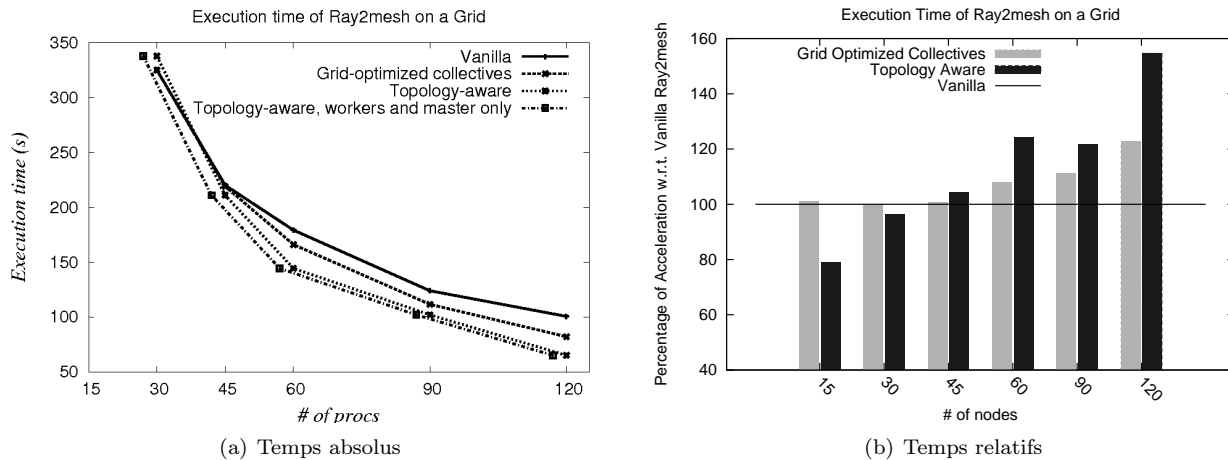 Execution time of Ray2mesh on a Grid
Execution time (s)
350
300
250
200
150
100
50
15
30
45
60
90
120
# of procs
Vanilla
Grid-optimized collectives
Topology-aware
Topology-aware, workers and master only
(a) Temps absolus
Execution Time of Ray2mesh on a Grid
Percentage of Acceleration w.r.t. Vanilla Ray2mesh
160
140
120
100
80
60
40
Grid Optimized Collectives
Topology Aware
Vanilla
15
30
45
60
90
120
# of nodes
(b) Temps relatifs